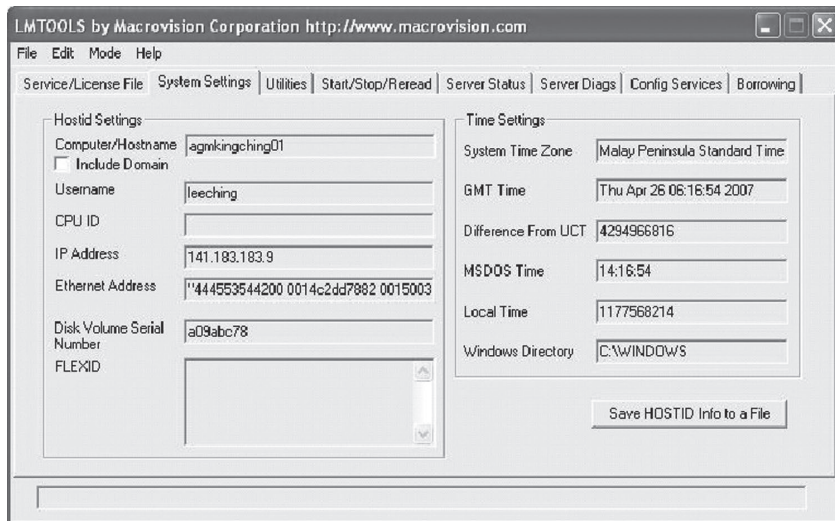 LMTOOLS by Macrovision Corporation http://www.macrovision.com
File Edit Mode Help
Service/License File System Settings Utilities Start/Stop/Reread Server Status Server Diags Config Services Borrowing
Hostid Settings
Computer/Hostname agmkingching01
Include Domain
Username leeching
CPU ID
IP Address 141.183.183.9
Ethernet Address "444553544200 0014c2dd7882 0015003
Disk Volume Serial Number a09abc78
FLEXID
Time Settings
System Time Zone Malay Peninsula Standard Time
GMT Time Thu Apr 26 06:16:54 2007
Difference From UCT 4294966816
MSDOS Time 14:16:54
Local Time 1177568214
Windows Directory C:\WINDOWS
Save HOSTID Info to a File